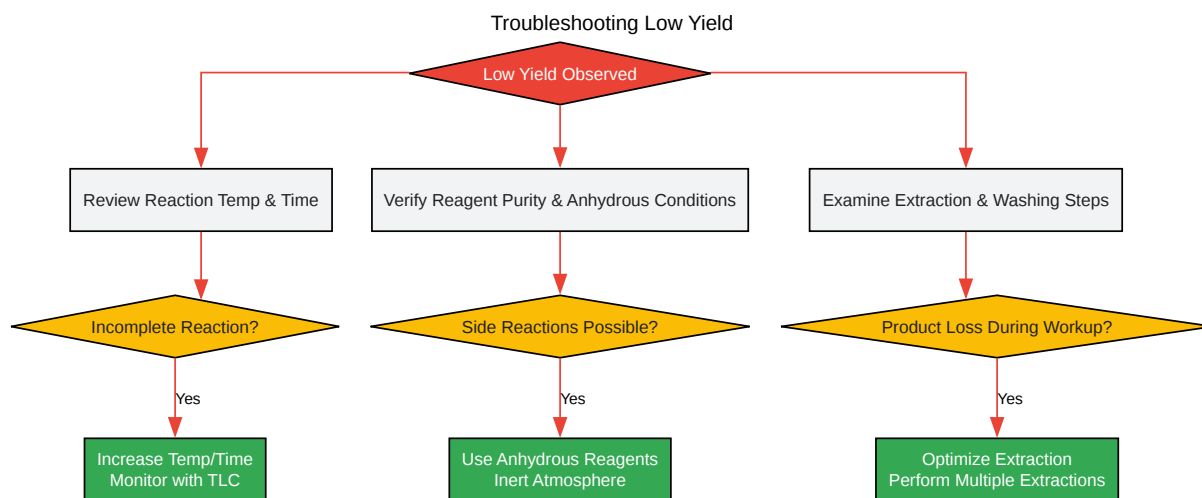 Troubleshooting Low Yield
Low Yield Observed
Review Reaction Temp & Time
Verify Reagent Purity & Anhydrous Conditions
Examine Extraction & Washing Steps
Incomplete Reaction?
Side Reactions Possible?
Product Loss During Workup?
Yes
Yes
Yes
Increase Temp/Time
Monitor with TLC
Use Anhydrous Reagents
Inert Atmosphere
Optimize Extraction
Perform Multiple Extractions